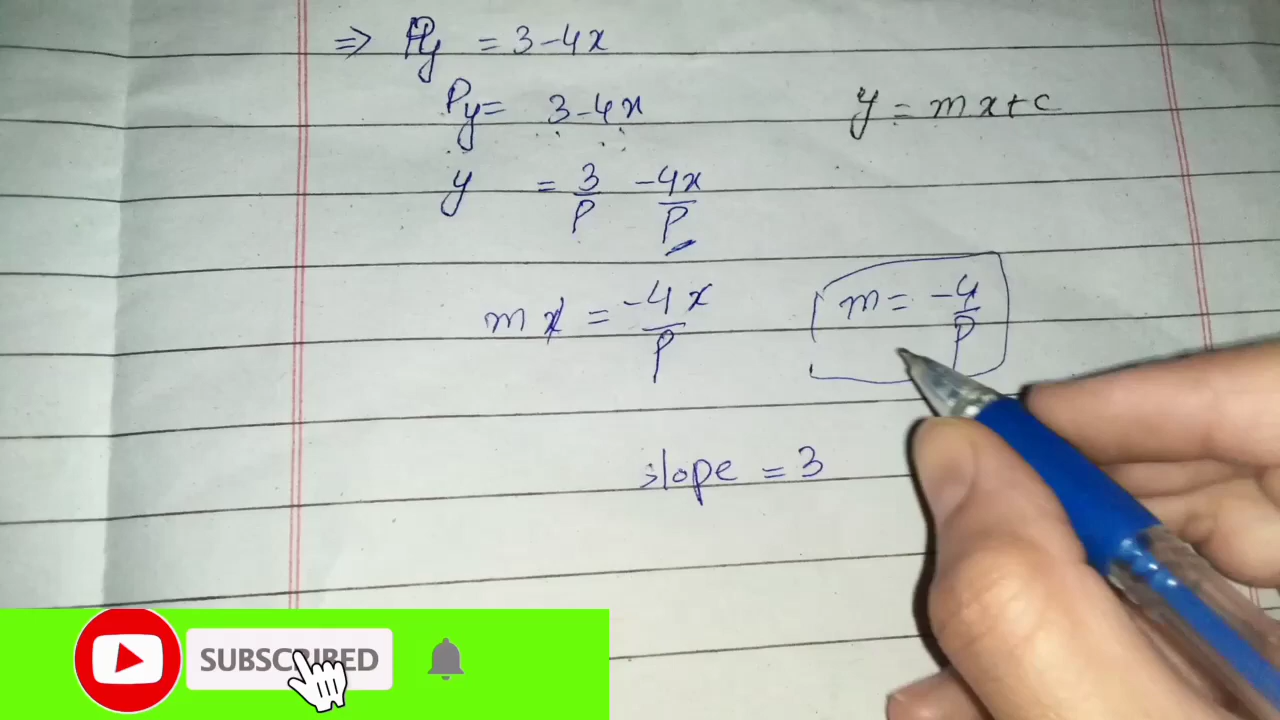 ⇒ Py = 3-4x
Py = 3-4x
y = mx+c
y = 3/P -4x/P
mx = -4x/P
m = -4/P
slope = 3
SUBSCRIBED